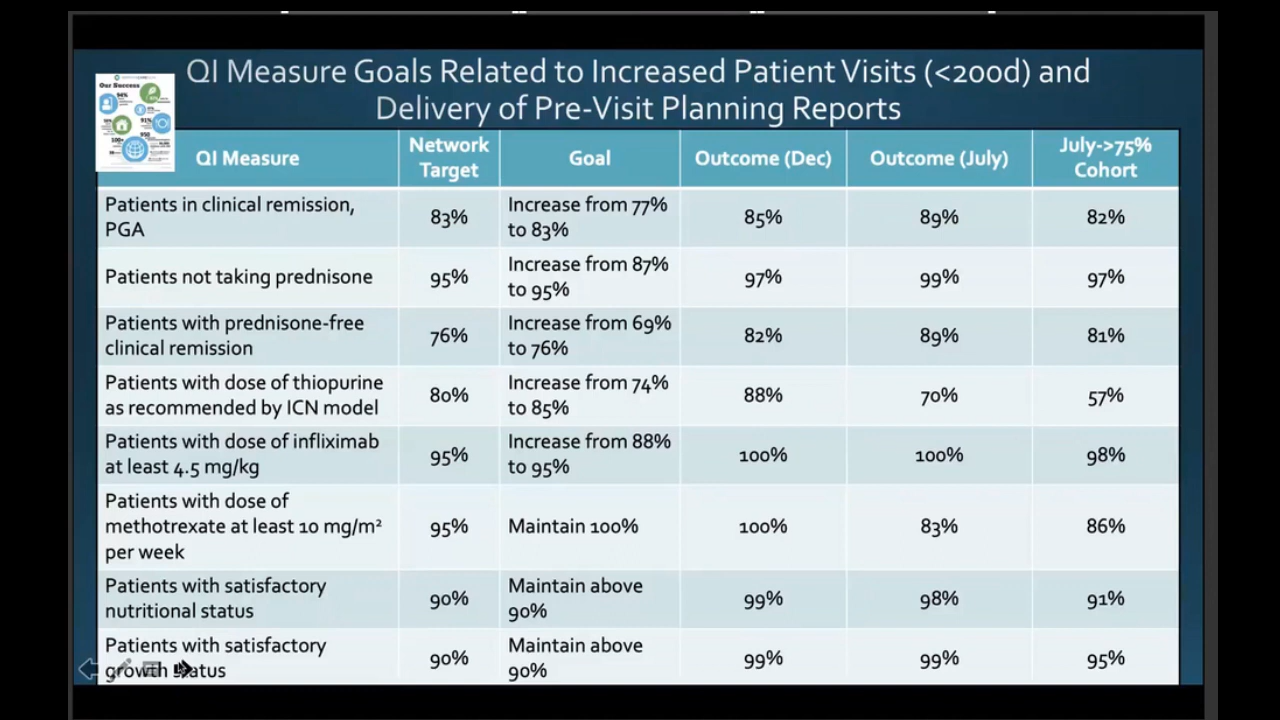 QI Measure Goals Related to Increased Patient Visits (<200d) and
Delivery of Pre-Visit Planning Reports
Our Success
94%
91%
100+
950
QI Measure
Network
Target
Goal
Outcome (Dec)
Outcome (July)
July->75%
Cohort
Patients in clinical remission,
PGA
83%
Increase from 77%
to 83%
85%
89%
82%
Patients not taking prednisone
95%
Increase from 87%
to 95%
97%
99%
97%
Patients with prednisone-free
clinical remission
76%
Increase from 69%
to 76%
82%
89%
81%
Patients with dose of thiopurine
as recommended by ICN model
80%
Increase from 74%
to 85%
88%
70%
57%
Patients with dose of infliximab
at least 4.5 mg/kg
95%
Increase from 88%
to 95%
100%
100%
98%
Patients with dose of
methotrexate at least 10 mg/m²
per week
95%
Maintain 100%
100%
83%
86%
Patients with satisfactory
nutritional status
90%
Maintain above
90%
99%
98%
91%
Patients with satisfactory
growth status
90%
Maintain above
90%
99%
99%
95%